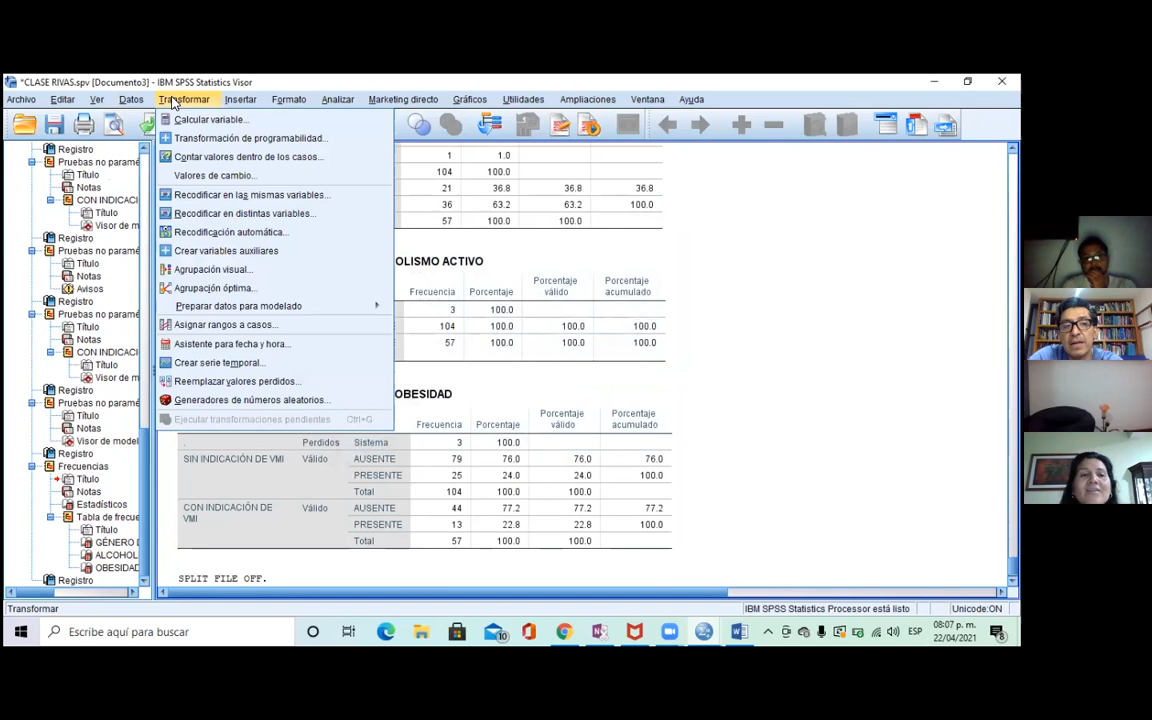 *CLASE RIVAS.spv [Documento3] - IBM SPSS Statistics Visor
Archivo Editar Ver Datos Transformar Insertar Formato Analizar Marketing directo Gráficos Utilidades Ampliaciones Ventana Ayuda
Calcular variable...
Transformación de programabilidad...
Contar valores dentro de los casos...
Valores de cambio...
Recodificar en las mismas variables...
Recodificar en distintas variables...
Recodificación automática...
Crear variables auxiliares
Agrupación visual...
Agrupación óptima...
Preparar datos para modelado
Asignar rangos a casos...
Asistente para fecha y hora...
Crear serie temporal...
Reemplazar valores perdidos...
Generadores de números aleatorios...
Ejecutar transformaciones pendientes Ctrl+G
Registro
Pruebas no paramé
Título
Notas
CON INDICACI
Título
Visor de m
Registro
Pruebas no paramé
Título
Notas
Avisos
Registro
Pruebas no paramé
Título
Notas
CON INDICACI
Título
Visor de m
Registro
Pruebas no paramé
Título
Notas
Visor de model
Registro
Frecuencias
Título
Notas
Estadísticos
Tabla de frecue
Título
GÉNERO D
ALCOHOL
OBESIDAD
Registro
1 1.0
104 100.0
21 36.8 36.8 36.8
36 63.2 63.2 100.0
57 100.0 100.0
OLISMO ACTIVO
Frecuencia Porcentaje Porcentaje válido Porcentaje acumulado
3 100.0
104 100.0 100.0 100.0
57 100.0 100.0 100.0
OBESIDAD
Frecuencia Porcentaje Porcentaje válido Porcentaje acumulado
. Perdidos Sistema 3 100.0
SIN INDICACIÓN DE VMI Válido AUSENTE 79 76.0 76.0 76.0
PRESENTE 25 24.0 24.0 100.0
Total 104 100.0 100.0
CON INDICACIÓN DE VMI Válido AUSENTE 44 77.2 77.2 77.2
PRESENTE 13 22.8 22.8 100.0
Total 57 100.0 100.0
SPLIT FILE OFF.
Transformar IBM SPSS Statistics Processor está listo Unicode:ON
Escribe aquí para buscar 10 ESP 08:07 p. m. 22/04/2021 8